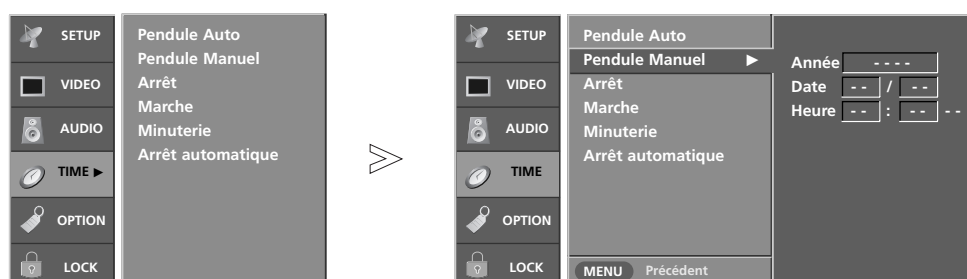 SETUP
VIDEO
AUDIO
TIME ►
OPTION
LOCK
Pendule Auto
Pendule Manuel
Arrêt
Marche
Minuterie
Arrêt automatique
SETUP
VIDEO
AUDIO
TIME
OPTION
LOCK
Pendule Auto
Pendule Manuel ►
Arrêt
Marche
Minuterie
Arrêt automatique
MENU Précédent
Année - - - -
Date - - / - -
Heure - - : - - - -